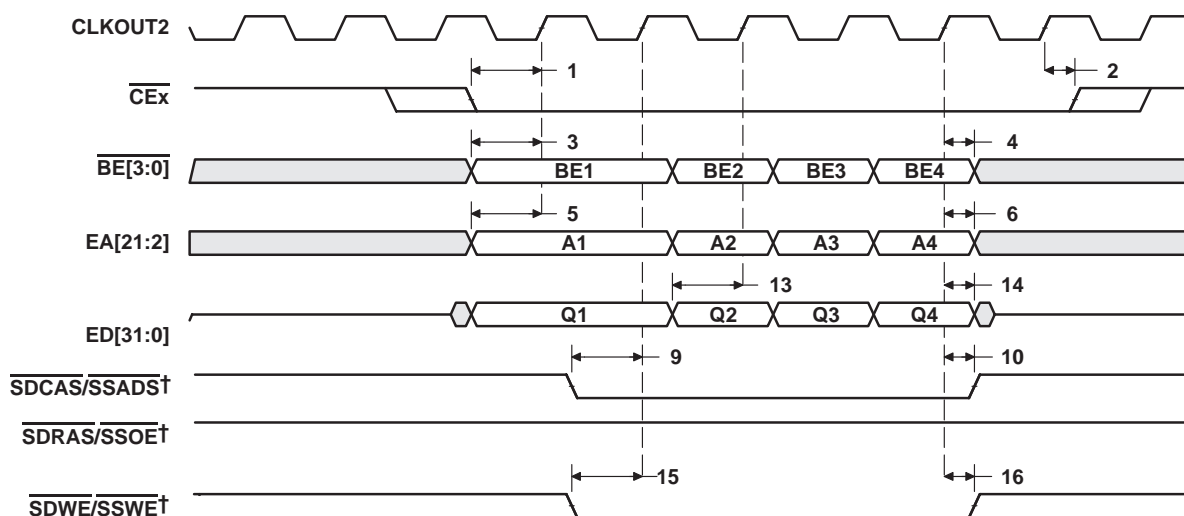 CLKOUT2
1 2
CEx
3 4
BE[3:0] BE1 BE2 BE3 BE4
5 6
EA[21:2] A1 A2 A3 A4
13 14
ED[31:0] Q1 Q2 Q3 Q4
9 10
SDCAS/SSADS†
SDRAS/SSOE†
15 16
SDWE/SSWE†